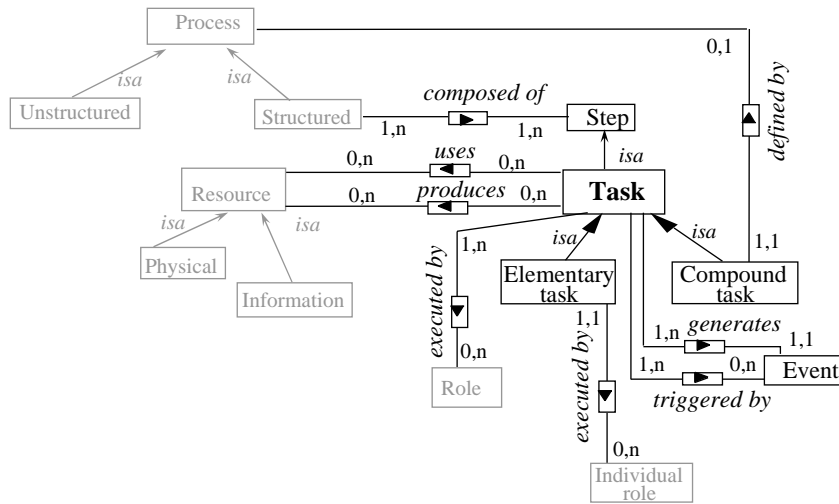 Process
0,1
isa
isa
defined by
Unstructured
Structured
composed of
1,n
1,n
Step
isa
uses
0,n
0,n
Resource
produces
0,n
0,n
Task
isa
isa
Physical
Information
1,n
isa
isa
1,1
executed by
Elementary
task
Compound
task
1,1
generates
1,n
1,1
executed by
0,n
1,n
0,n
Event
Role
triggered by
0,n
Individual
role